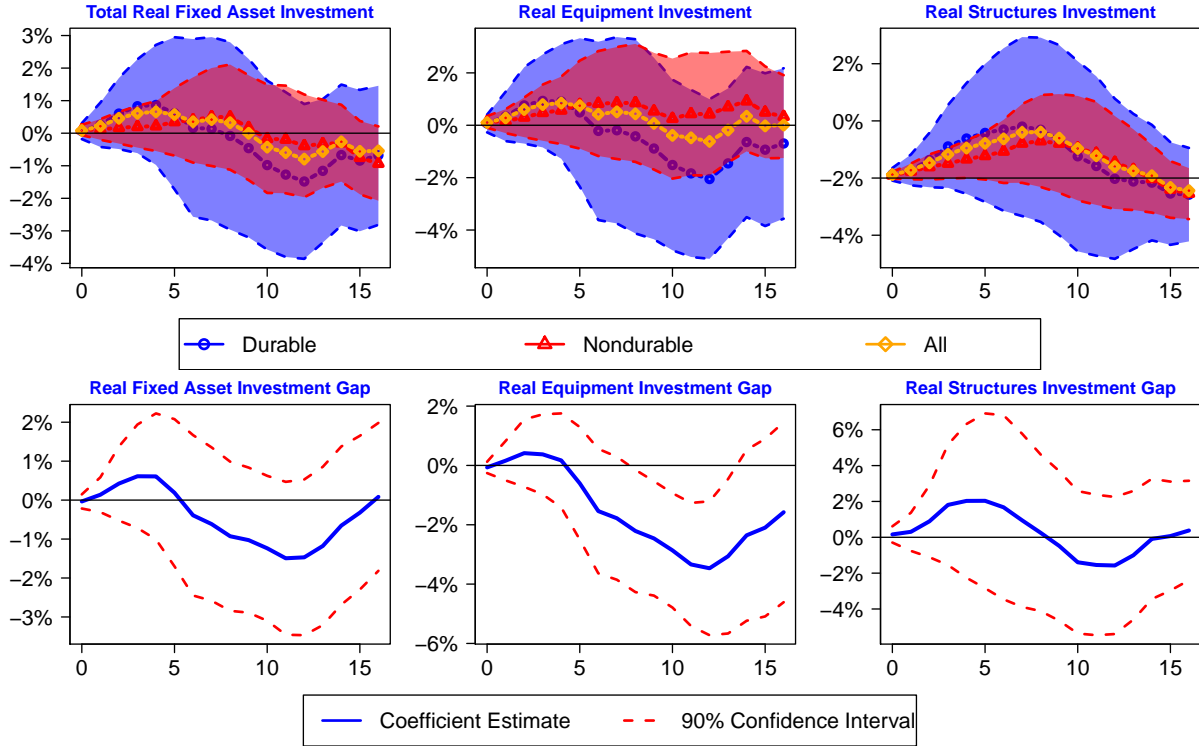 Total Real Fixed Asset Investment
3%
2%
1%
0%
−1%
−2%
−3%
−4%
0 5 10 15
Real Equipment Investment
2%
0%
−2%
−4%
0 5 10 15
Real Structures Investment
2%
0%
−2%
−4%
0 5 10 15
Durable Nondurable All
Real Fixed Asset Investment Gap
2%
1%
0%
−1%
−2%
−3%
0 5 10 15
Real Equipment Investment Gap
2%
0%
−2%
−4%
−6%
0 5 10 15
Real Structures Investment Gap
6%
4%
2%
0%
−2%
−4%
0 5 10 15
Coefficient Estimate 90% Confidence Interval